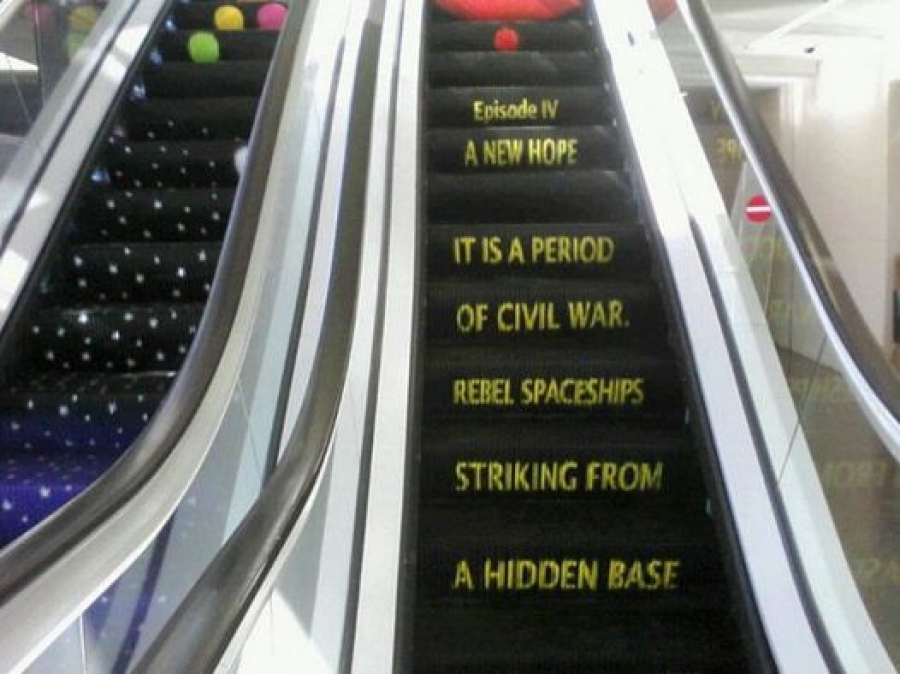 Episode IV
A NEW HOPE
IT IS A PERIOD
OF CIVIL WAR.
REBEL SPACESHIPS
STRIKING FROM
A HIDDEN BASE